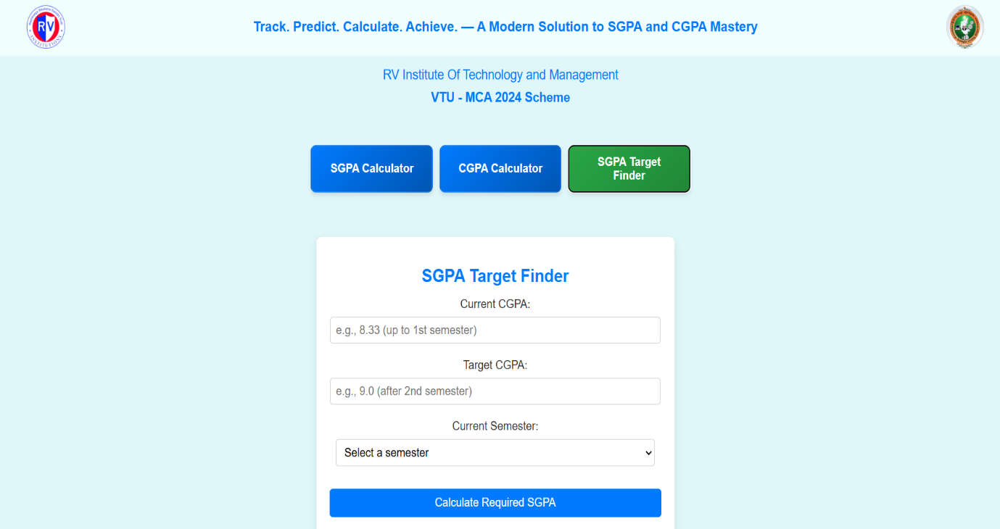 RV
INSTITUTIONS
Track. Predict. Calculate. Achieve. — A Modern Solution to SGPA and CGPA Mastery
RV Institute Of Technology and Management
VTU - MCA 2024 Scheme
SGPA Calculator
CGPA Calculator
SGPA Target
Finder
SGPA Target Finder
Current CGPA:
e.g., 8.33 (up to 1st semester)
Target CGPA:
e.g., 9.0 (after 2nd semester)
Current Semester:
Select a semester
Calculate Required SGPA